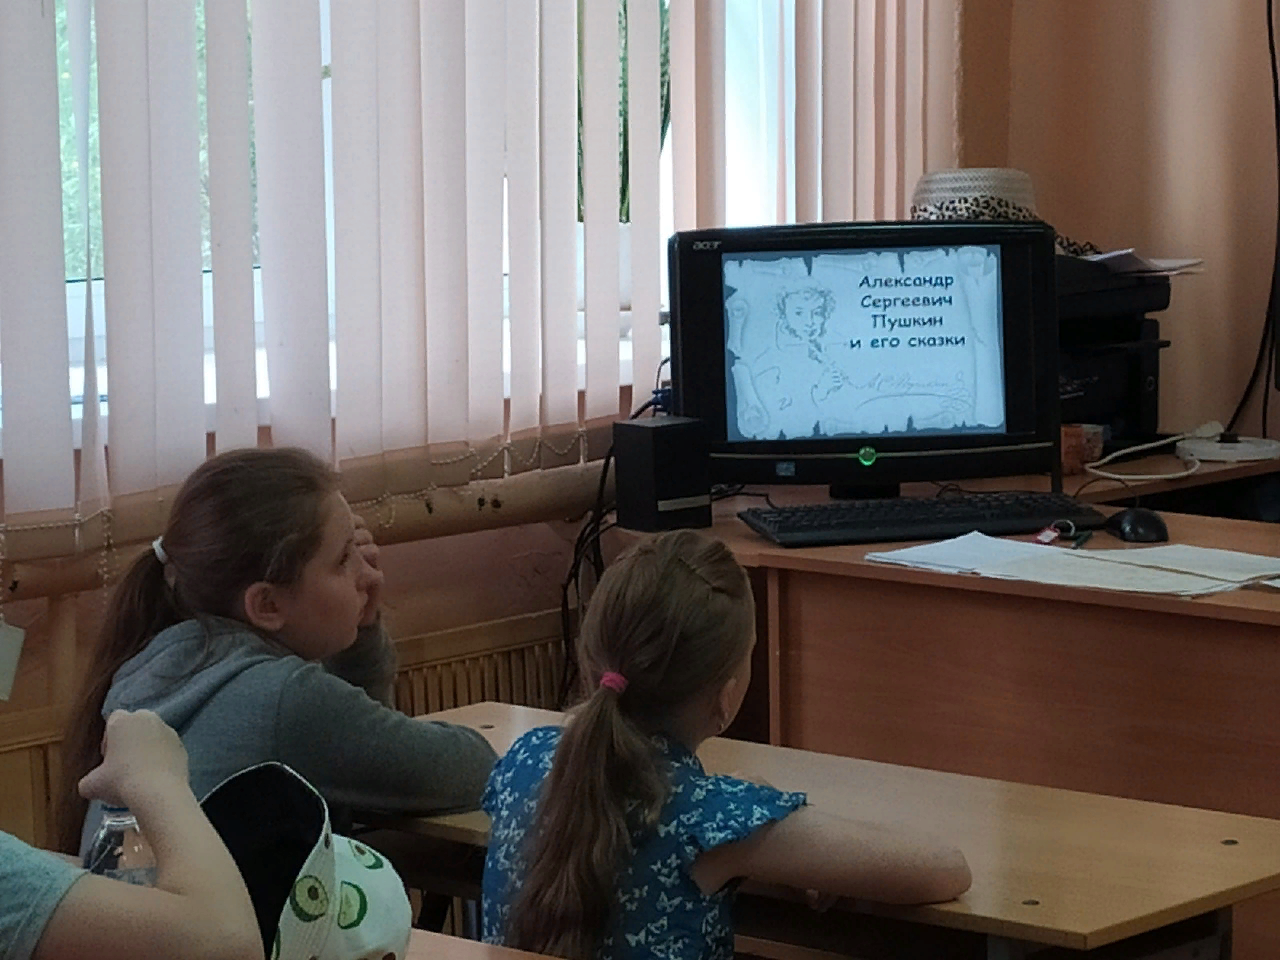 acer
Александр
Сергеевич
Пушкин
и его сказки